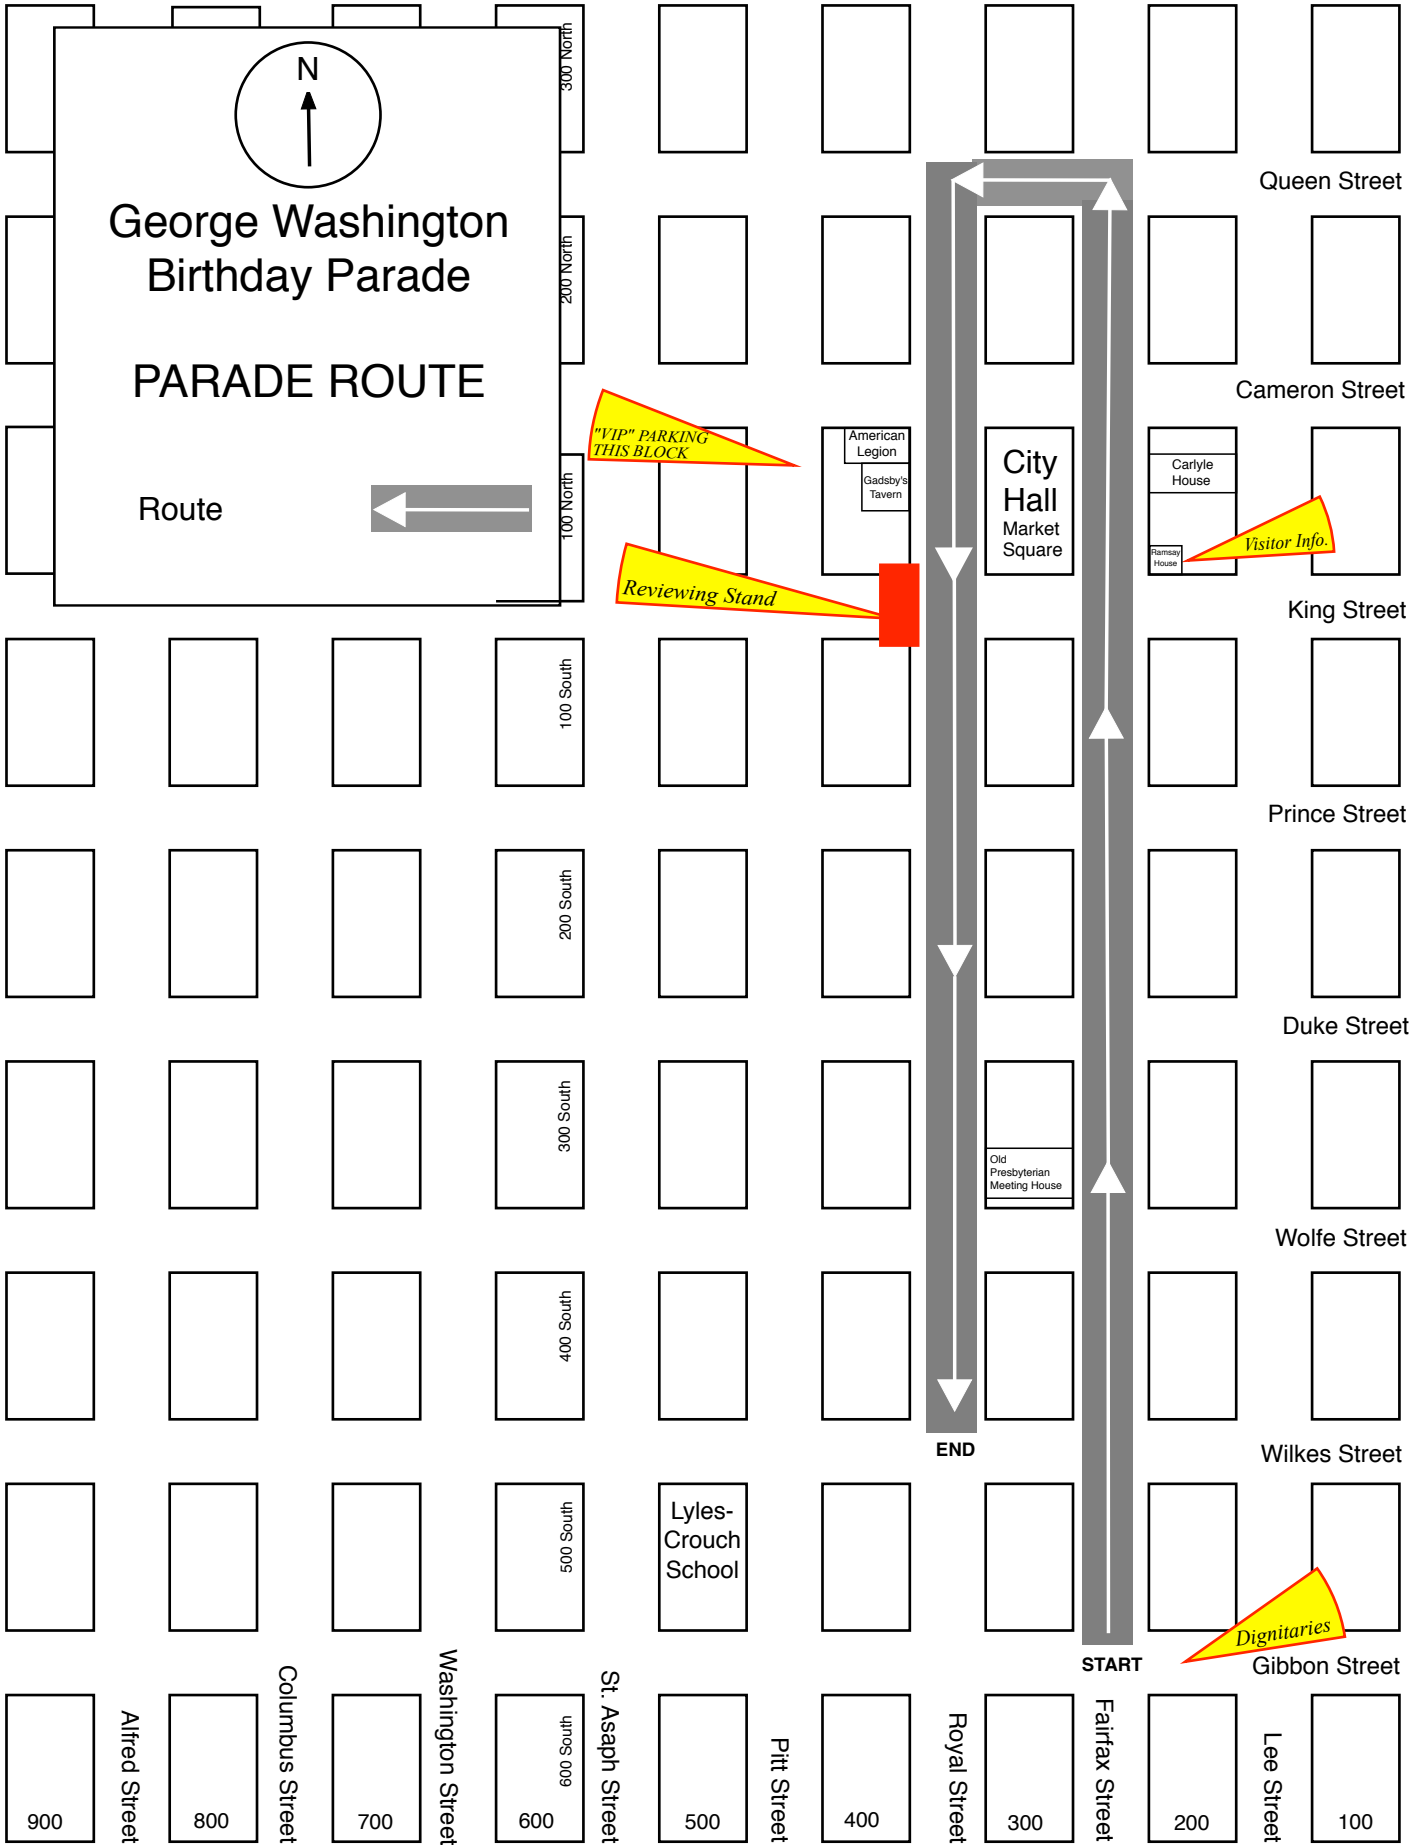 N
George Washington
Birthday Parade
PARADE ROUTE
Route
300 North
200 North
100 North
100 South
200 South
300 South
400 South
500 South
600 South
Queen Street
Cameron Street
"VIP" PARKING
THIS BLOCK
American
Legion
Gadsby's
Tavern
City
Hall
Market
Square
Carlyle
House
Ramsay
House
Visitor Info.
Reviewing Stand
King Street
Prince Street
Duke Street
Old
Presbyterian
Meeting House
Wolfe Street
END
Wilkes Street
Lyles-
Crouch
School
Dignitaries
START
Gibbon Street
Alfred Street
Columbus Street
Washington Street
St. Asaph Street
Pitt Street
Royal Street
Fairfax Street
Lee Street
900
800
700
600
500
400
300
200
100